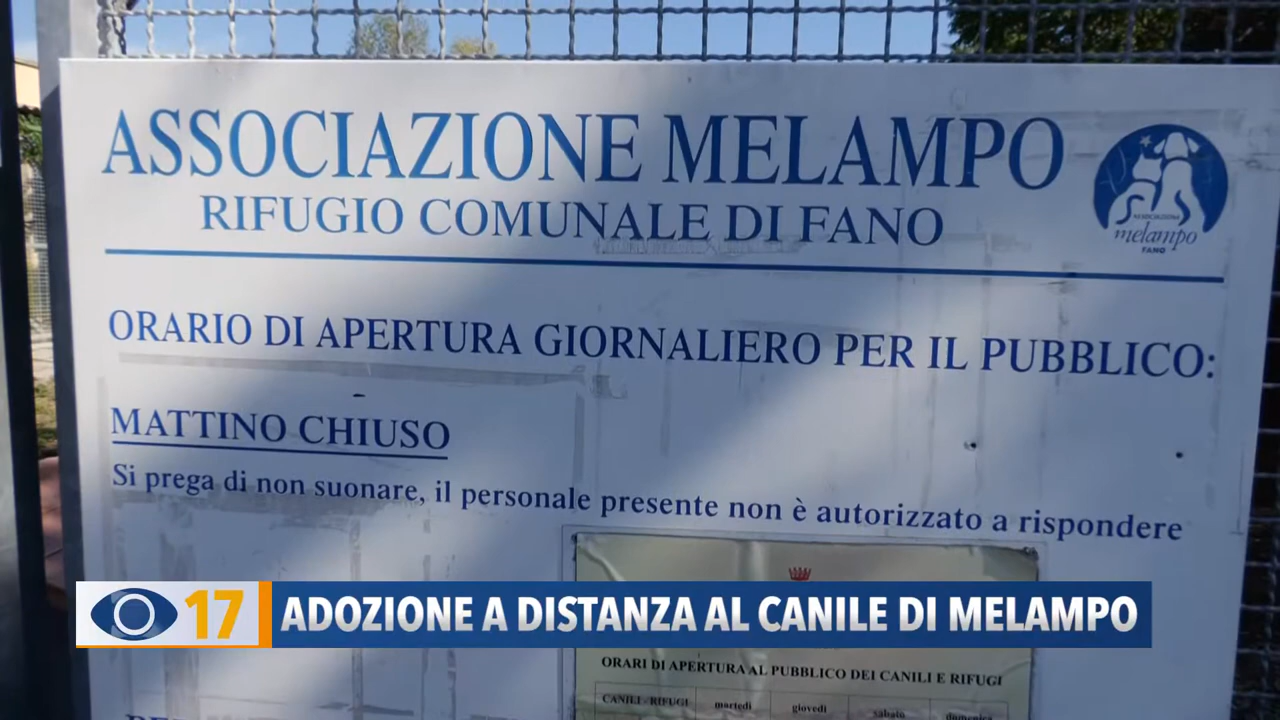 ASSOCIAZIONE MELAMPO
RIFUGIO COMUNALE DI FANO
ASSOCIAZIONE
melampo
FANO
ORARIO DI APERTURA GIORNALIERO PER IL PUBBLICO:
MATTINO CHIUSO
Si prega di non suonare, il personale presente non è autorizzato a rispondere
17
ADOZIONE A DISTANZA AL CANILE DI MELAMPO
ORARI DI APERTURA AL PUBBLICO DEI CANILI E RIFUGI
CANILI - RIFUGI martedì giovedì sabato domenica